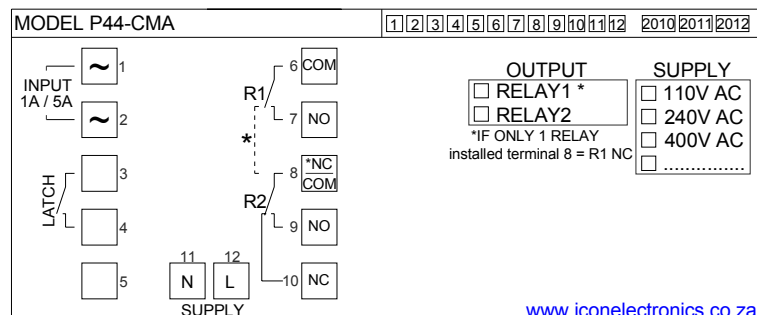 MODEL P44-CMA 1 2 3 4 5 6 7 8 9 10 11 12 2010 2011 2012
INPUT
1A / 5A
~ 1
~ 2
LATCH
3
4
5
R1
6 COM
7 NO
*
8 *NC
COM
R2
9 NO
10 NC
11 12
N L
SUPPLY
OUTPUT
RELAY1 *
RELAY2
*IF ONLY 1 RELAY
installed terminal 8 = R1 NC
SUPPLY
110V AC
240V AC
400V AC
...............
www.iconelectronics.co.za